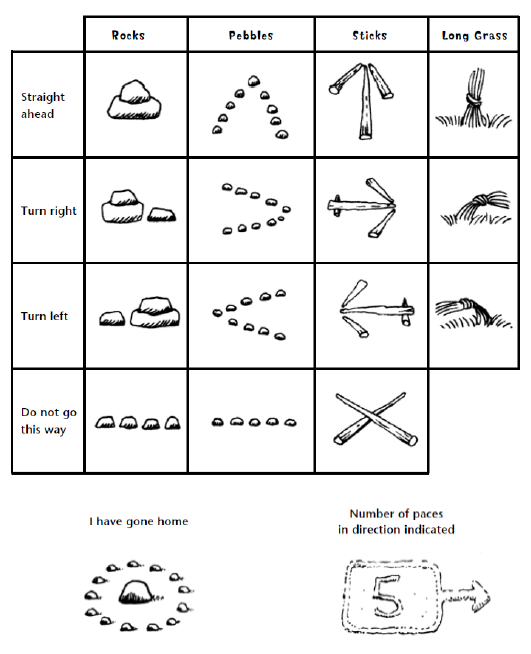 Rocks Pebbles Sticks Long Grass
Straight
ahead
Turn right
Turn left
Do not go
this way
I have gone home
Number of paces
in direction indicated
5